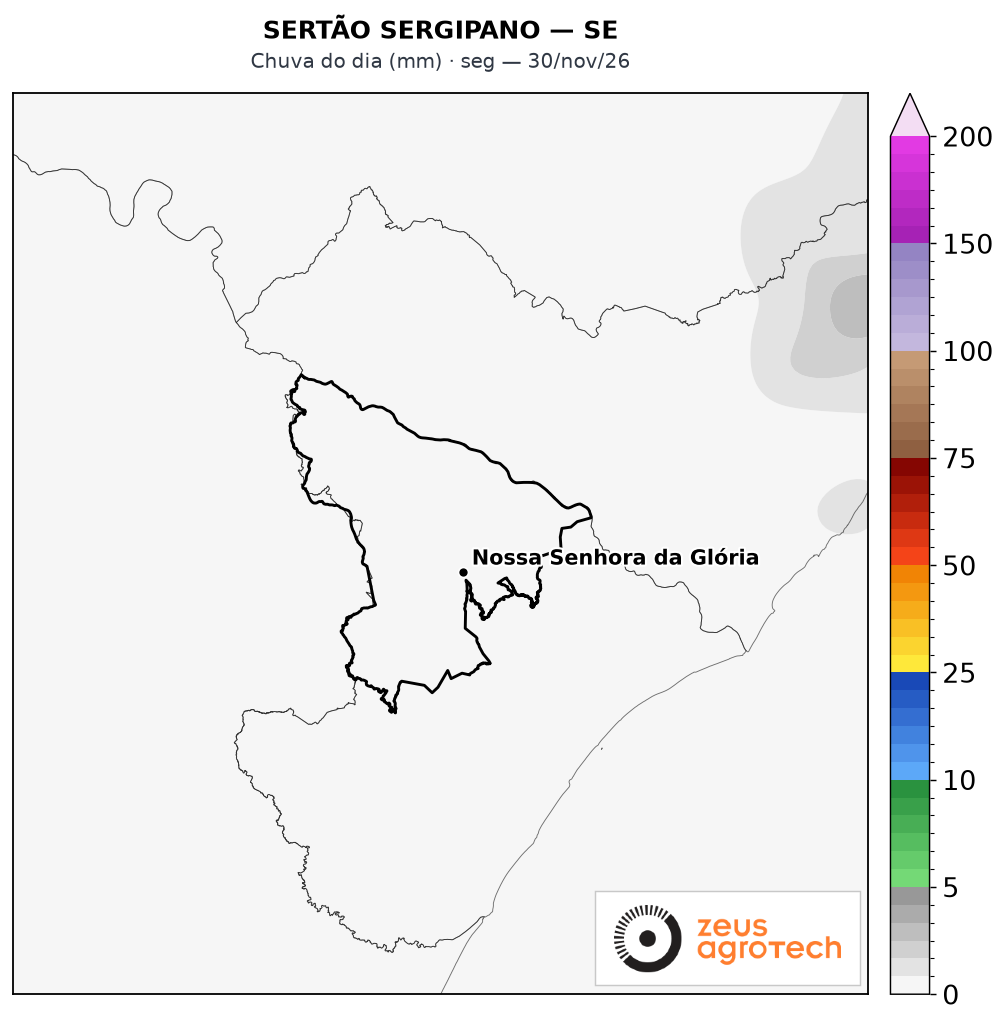 SERTÃO SERGIPANO — SE
Chuva do dia (mm) · seg — 30/nov/26
200
150
100
75
50
25
10
5
0
Nossa Senhora da Glória
zeus
agrotech